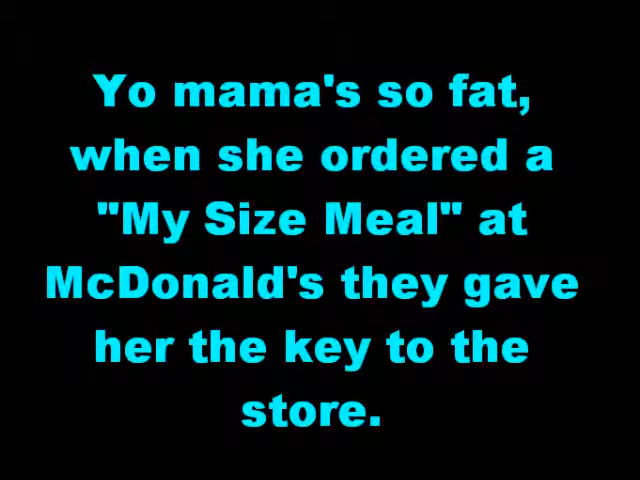 Yo mama's so fat,
when she ordered a
"My Size Meal" at
McDonald's they gave
her the key to the
store.